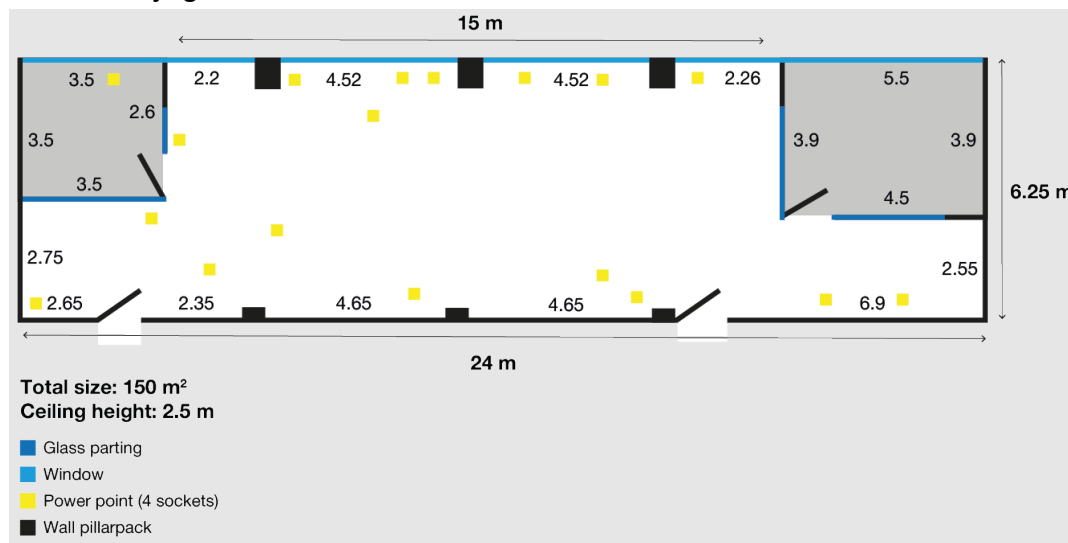 15 m
3.5 2.2 4.52 4.52 2.26 5.5
2.6
3.5 3.9 3.9
3.5 4.5
6.25 m
2.75 2.55
2.65 2.35 4.65 4.65 6.9
24 m
Total size: 150 m²
Ceiling height: 2.5 m
Glass parting
Window
Power point (4 sockets)
Wall pillarpack